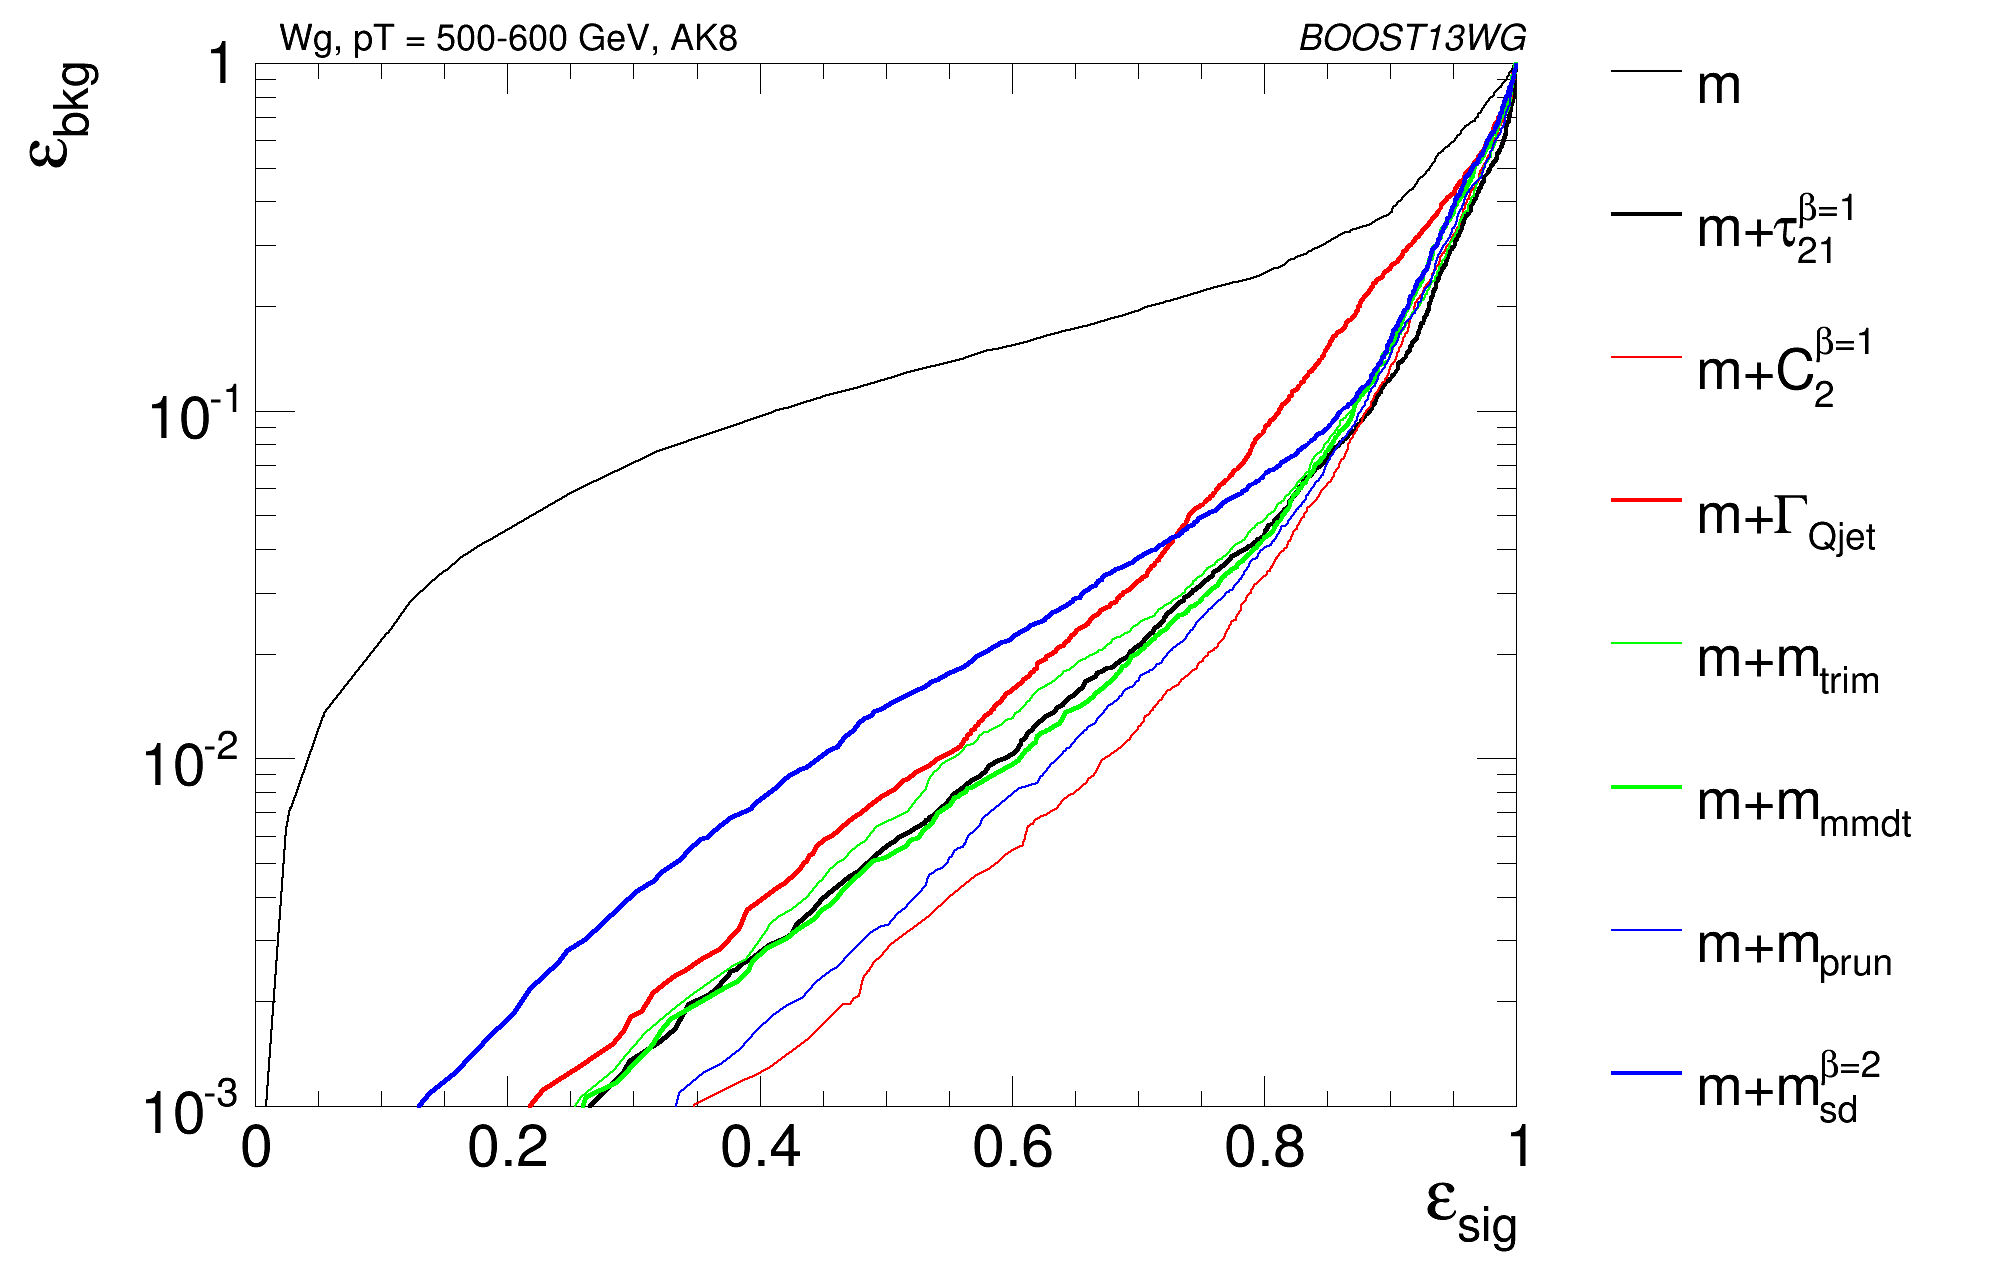 Wg, pT = 500-600 GeV, AK8 BOOST13WG
ε_bkg
1
10^-1
10^-2
10^-3
0 0.2 0.4 0.6 0.8 1
ε_sig
m
m+τ_21^β=1
m+C_2^β=1
m+Γ_Qjet
m+m_trim
m+m_mmdt
m+m_prun
m+m_sd^β=2